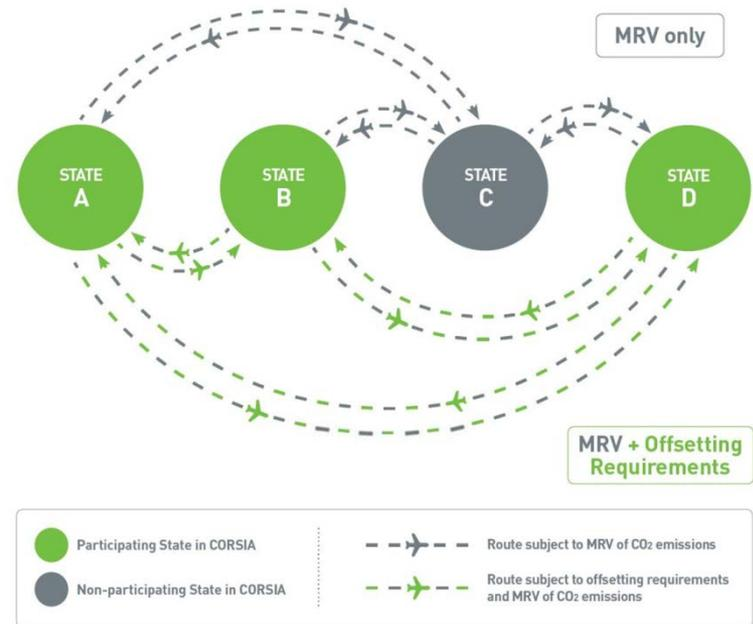 MRV only
STATE
A
STATE
B
STATE
C
STATE
D
MRV + Offsetting
Requirements
Participating State in CORSIA
Non-participating State in CORSIA
Route subject to MRV of CO2 emissions
Route subject to offsetting requirements
and MRV of CO2 emissions